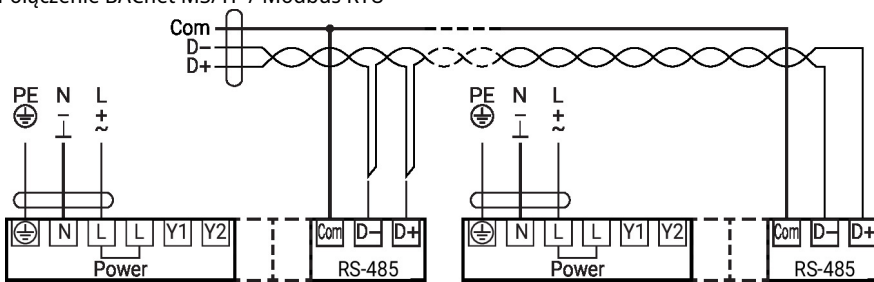 Połączenie BACnet MS/TP / Modbus RTU
Com
D–
D+
PE N L
– +
~
PE N L
– +
~
N L L Y1 Y2
Power
Com D– D+
RS-485
N L L Y1 Y2
Power
Com D– D+
RS-485